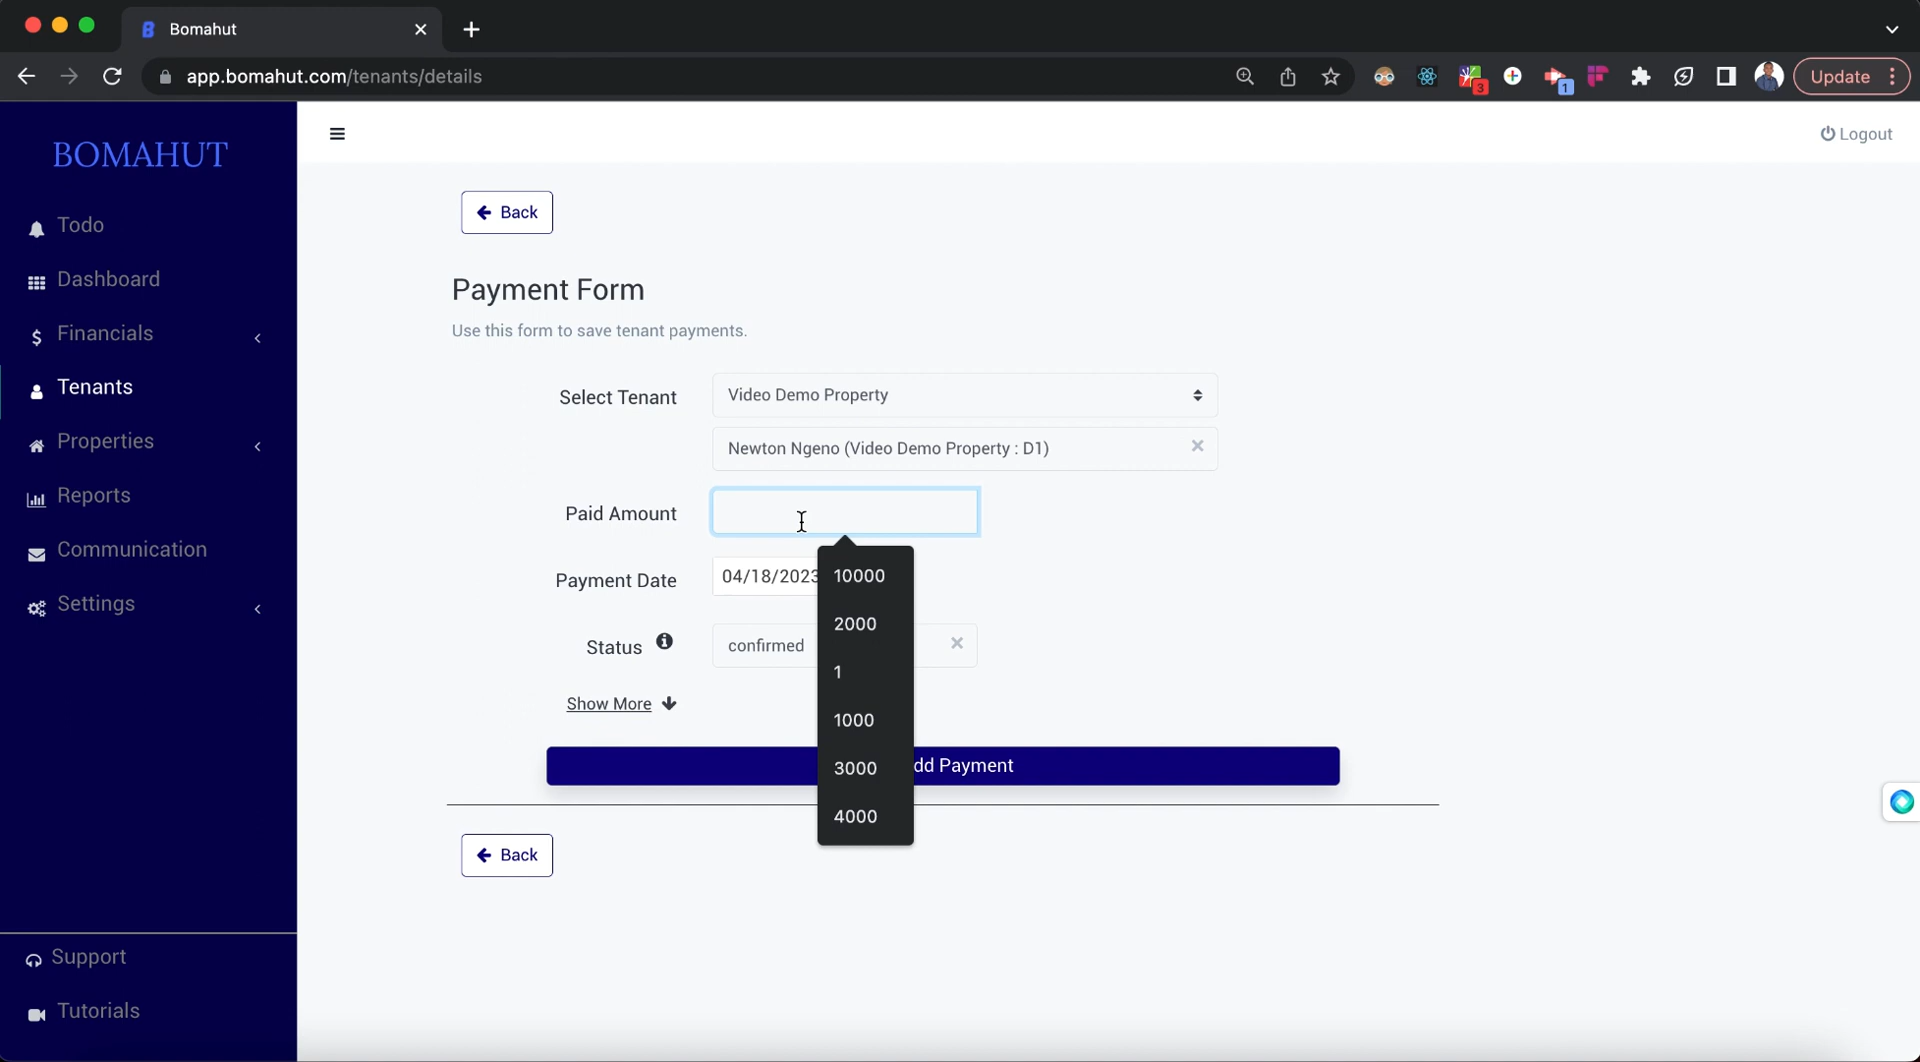 Bomahut
app.bomahut.com/tenants/details
3
1
Update
BOMAHUT
Logout
Todo
Dashboard
Financials
Tenants
Properties
Reports
Communication
Settings
Support
Tutorials
Back
Payment Form
Use this form to save tenant payments.
Select Tenant
Video Demo Property
Newton Ngeno (Video Demo Property : D1)
Paid Amount
Payment Date
04/18/2023
Status
confirmed
Show More
10000
2000
1
1000
3000
4000
dd Payment
Back